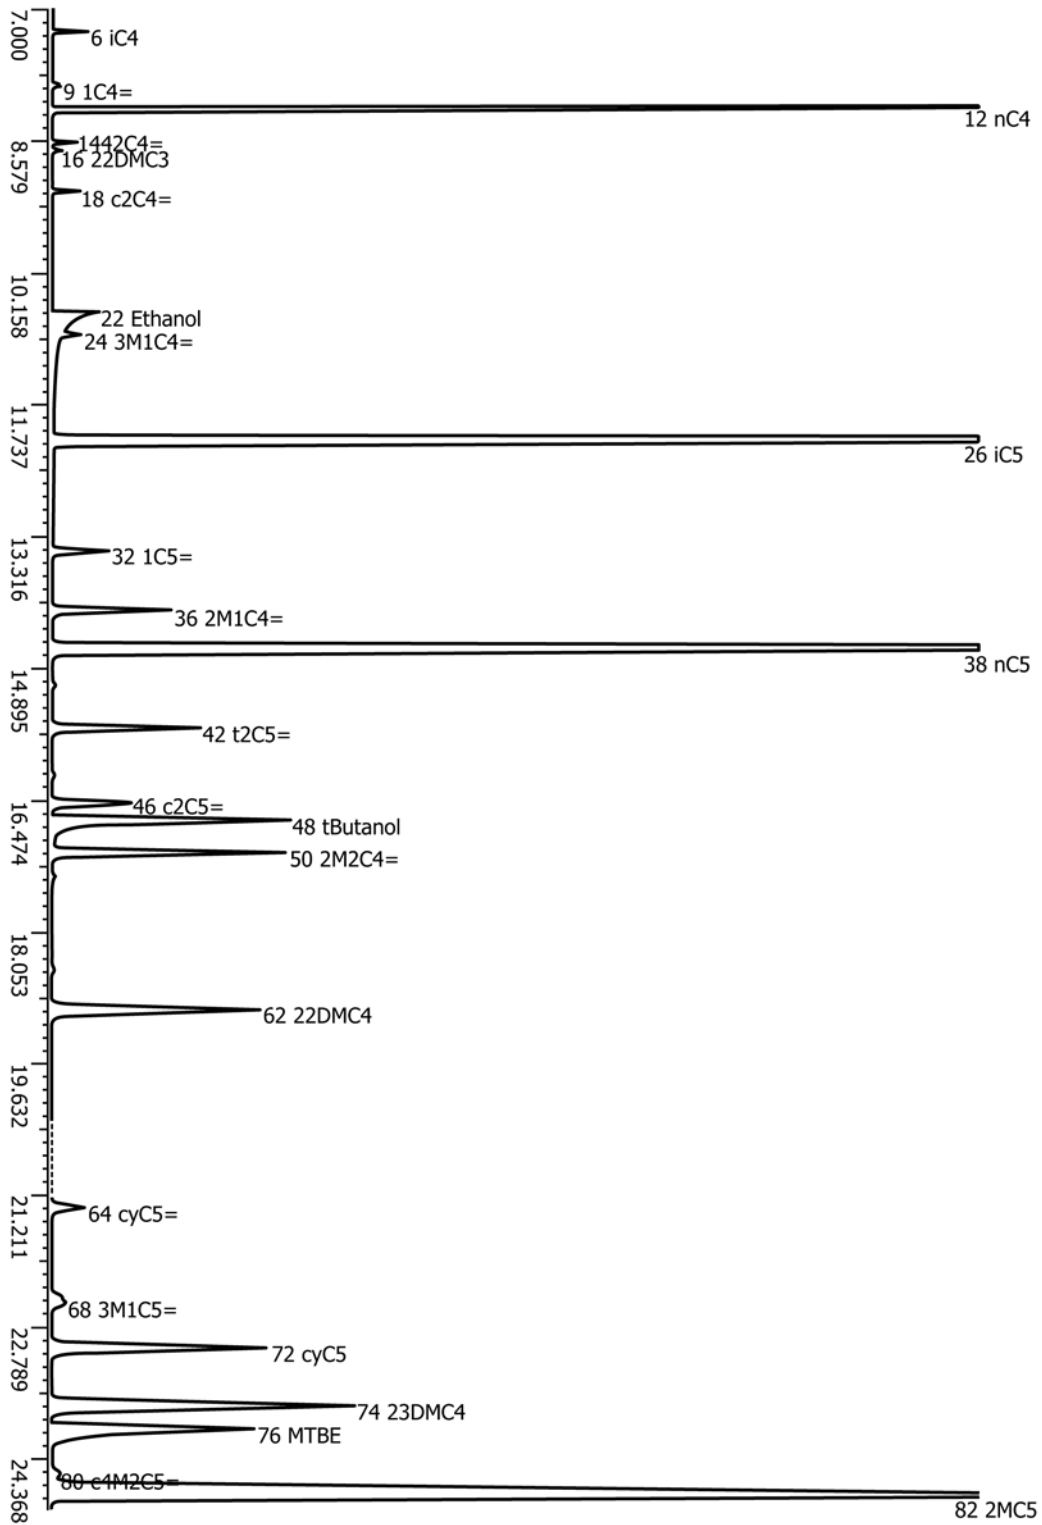 7.000
6 iC4
9 1C4=
12 nC4
1442C4=
8.579
16 22DMC3
18 c2C4=
10.158
22 Ethanol
24 3M1C4=
11.737
26 iC5
13.316
32 1C5=
36 2M1C4=
38 nC5
14.895
42 t2C5=
46 c2C5=
16.474
48 tButanol
50 2M2C4=
18.053
62 22DMC4
19.632
21.211
64 cyC5=
68 3M1C5=
22.789
72 cyC5
74 23DMC4
76 MTBE
24.368
80 c4M2C5=
82 2MC5